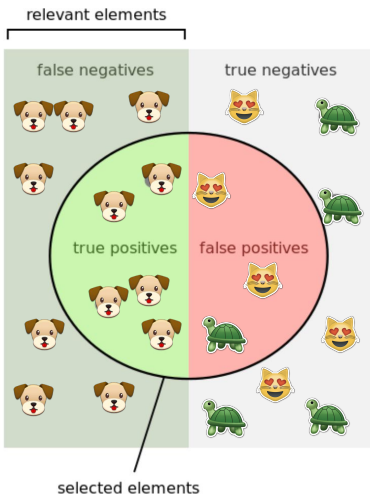 relevant elements
false negatives
true negatives
true positives
false positives
selected elements